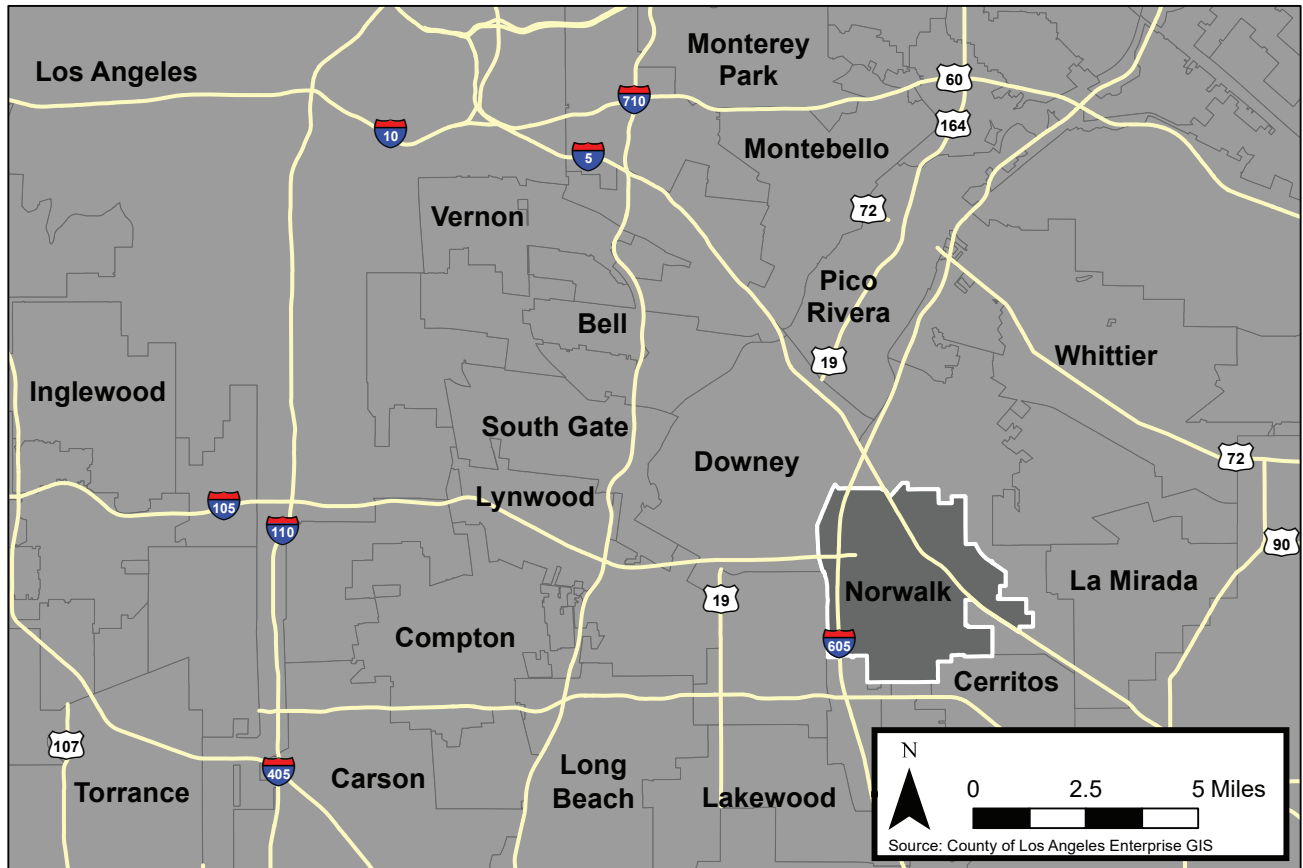 Los Angeles
Monterey
Park
60
710
164
10
5
Montebello
72
Vernon
Pico
Rivera
Bell
19
Whittier
Inglewood
South Gate
Downey
72
Lynwood
105
110
90
La Mirada
19
Norwalk
Compton
605
Cerritos
107
405
Torrance
Carson
Long
Beach
Lakewood
N
0 2.5 5 Miles
Source: County of Los Angeles Enterprise GIS